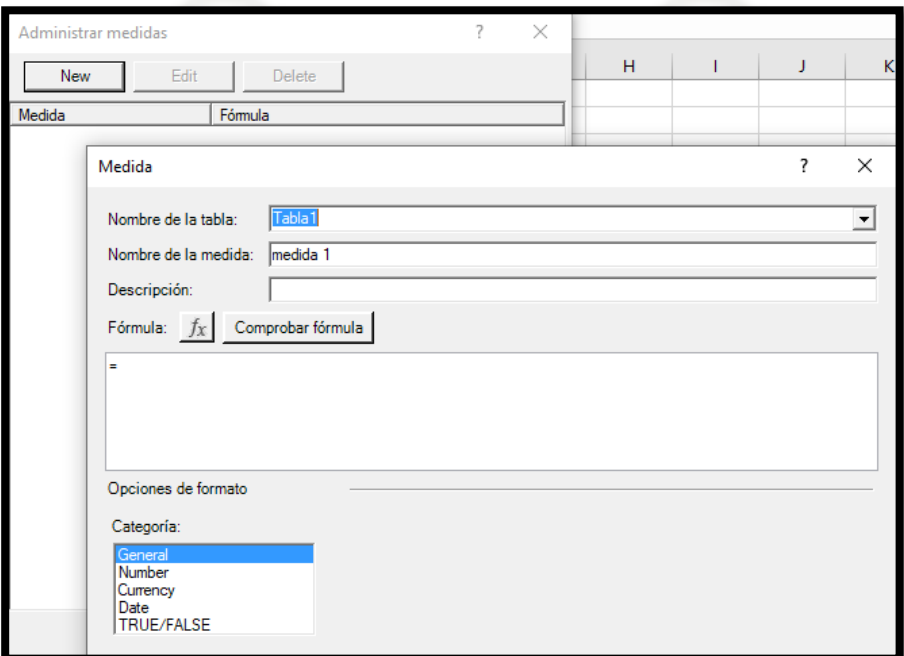 Administrar medidas ? ×
H I J K
New Edit Delete
Medida Fórmula
Medida ? ×
Nombre de la tabla: Tabla1
Nombre de la medida: medida 1
Descripción:
Fórmula: fx Comprobar fórmula
=
Opciones de formato
Categoría:
General
Number
Currency
Date
TRUE/FALSE